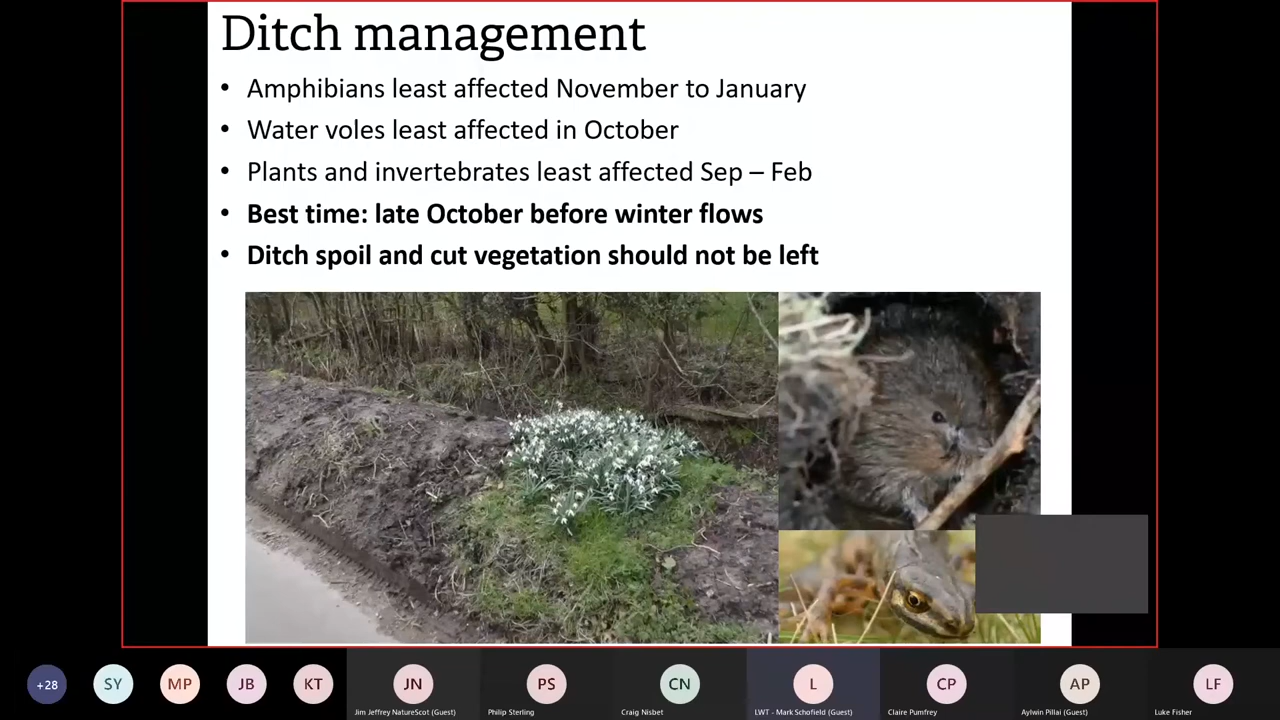 Ditch management
• Amphibians least affected November to January
• Water voles least affected in October
• Plants and invertebrates least affected Sep – Feb
• Best time: late October before winter flows
• Ditch spoil and cut vegetation should not be left
+28
SY
MP
JB
KT
JN
PS
CN
L
CP
AP
LF
Jim Jeffrey NatureScot (Guest)
Philip Sterling
Craig Nisbet
LWT - Mark Schofield (Guest)
Claire Pumfrey
Aylwin Pillai (Guest)
Luke Fisher